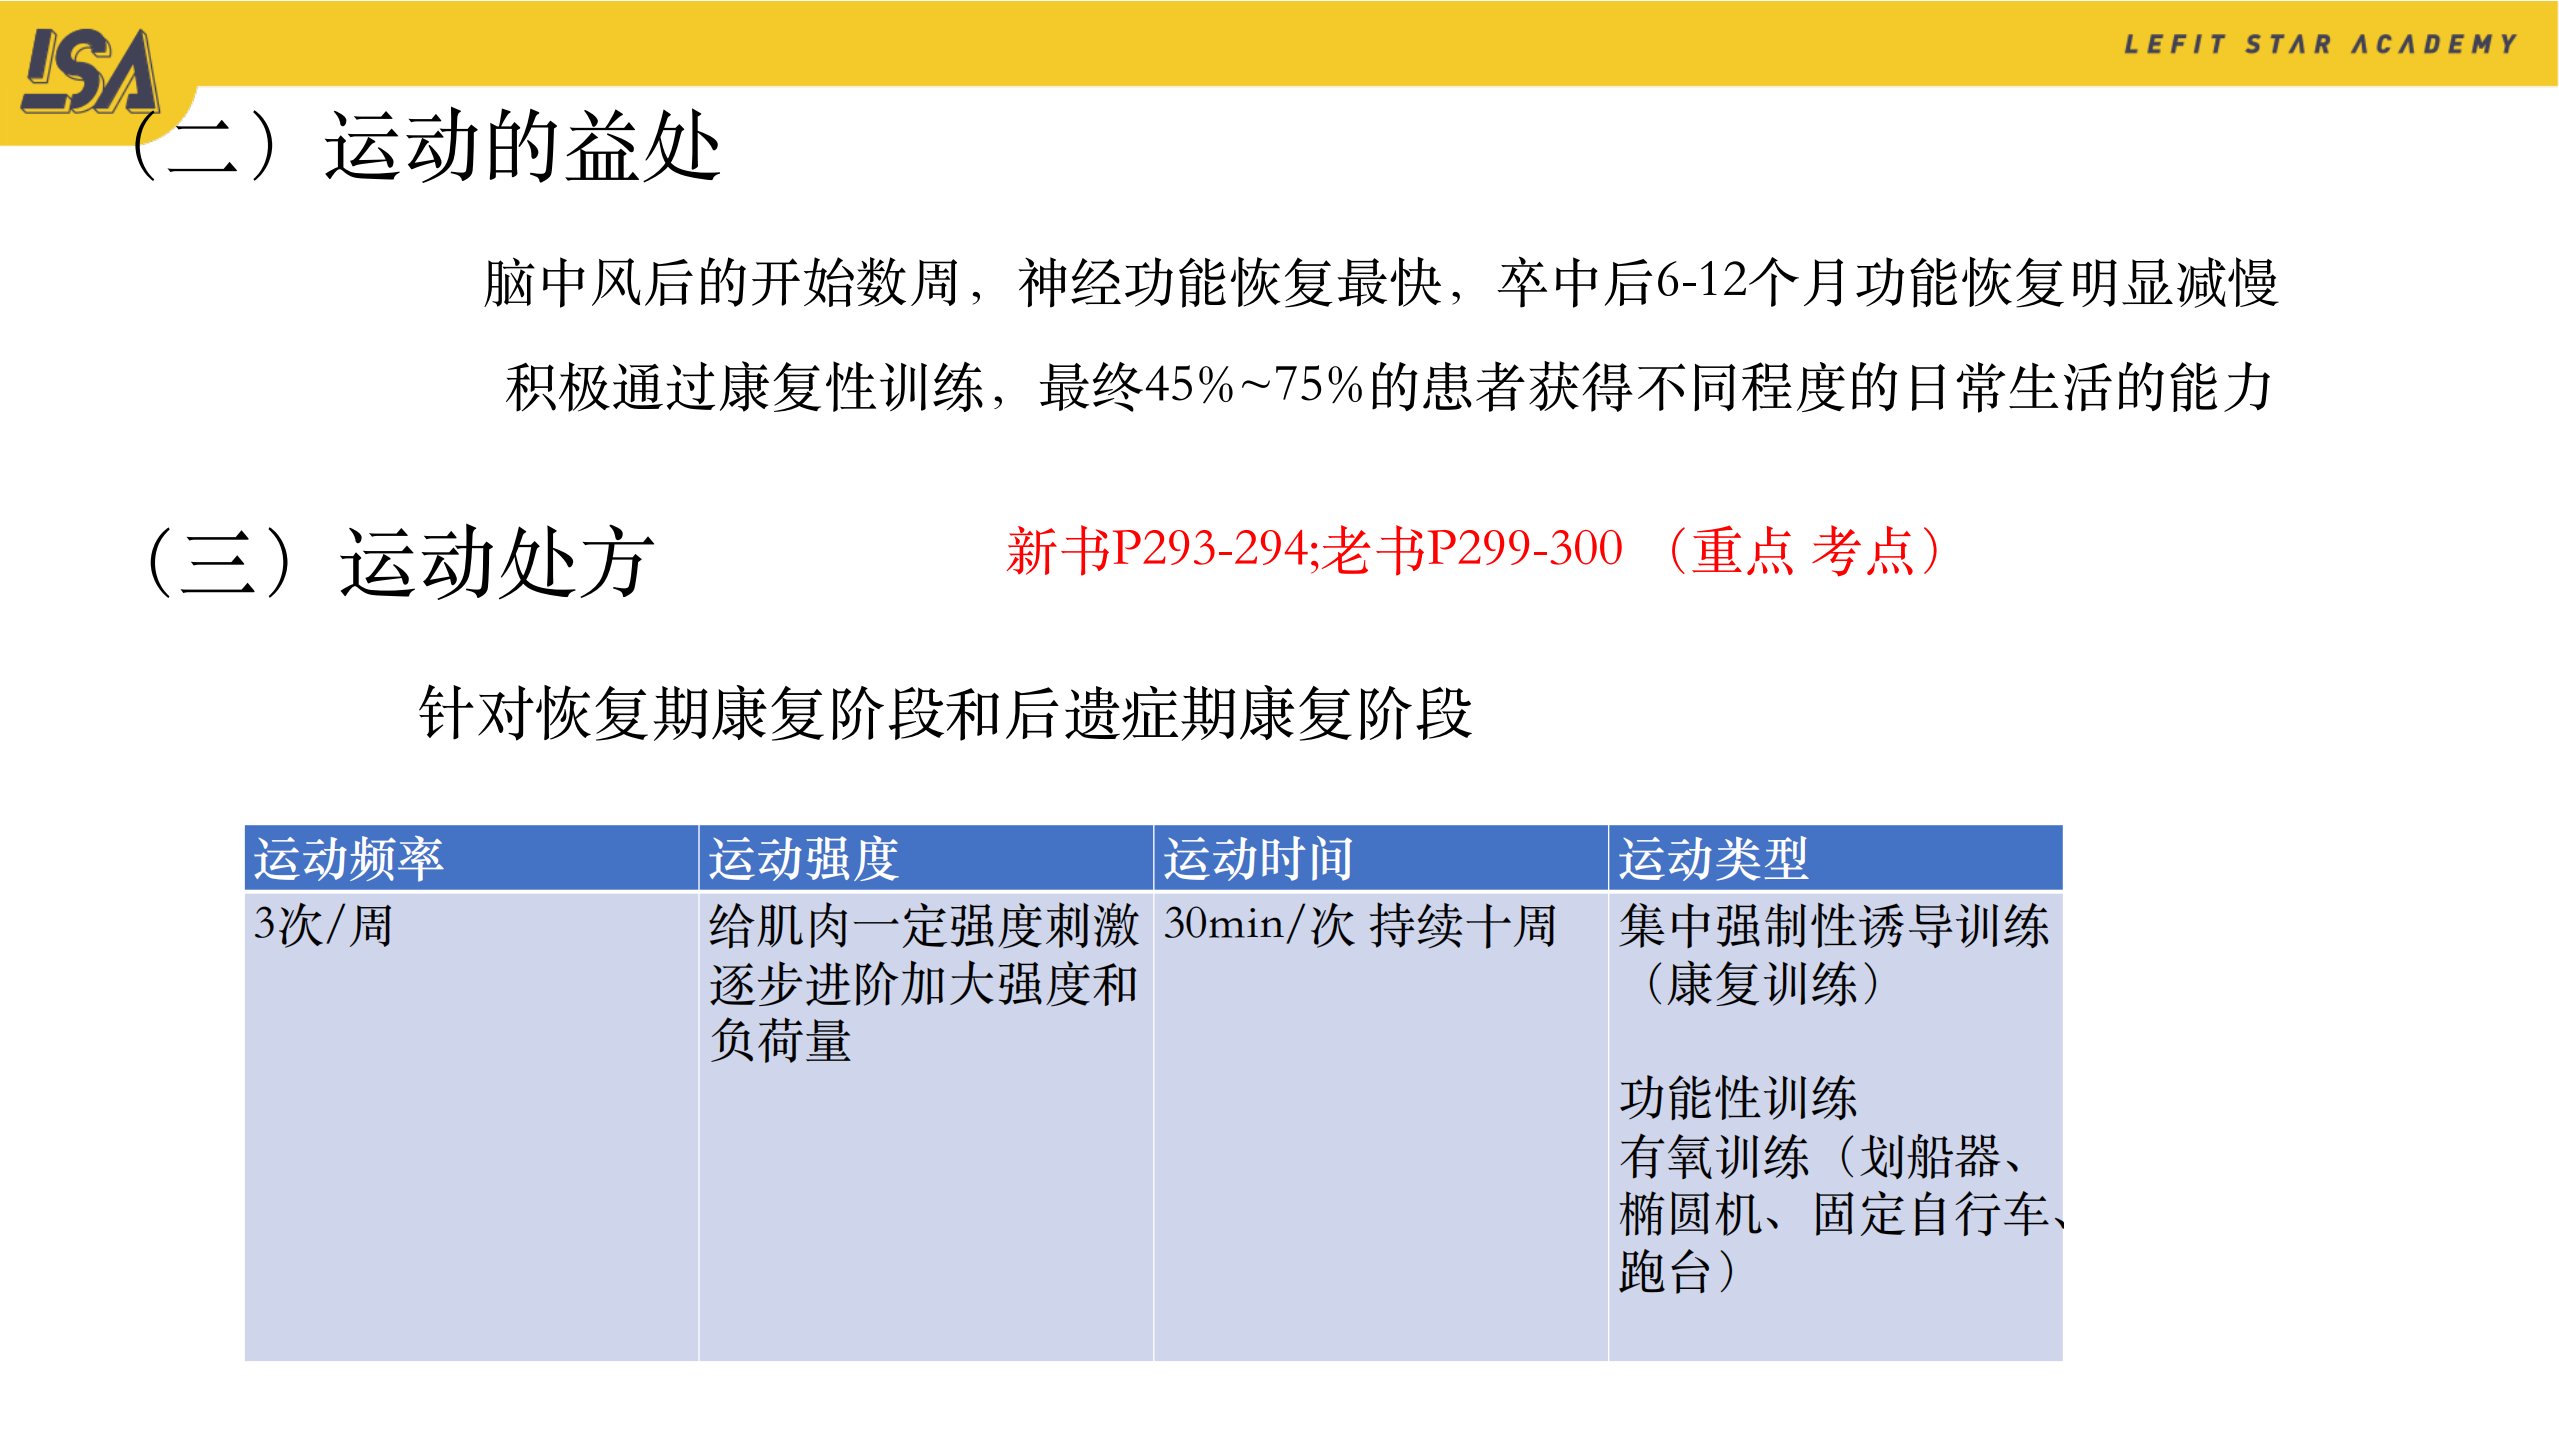 LSA
LEFIT STAR ACADEMY
（二）运动的益处
脑中风后的开始数周，神经功能恢复最快，卒中后6-12个月功能恢复明显减慢
积极通过康复性训练，最终45%~75%的患者获得不同程度的日常生活的能力
（三）运动处方
新书P293-294;老书P299-300 （重点 考点）
针对恢复期康复阶段和后遗症期康复阶段
运动频率
运动强度
运动时间
运动类型
3次/周
给肌肉一定强度刺激
逐步进阶加大强度和
负荷量
30min/次 持续十周
集中强制性诱导训练
（康复训练）
功能性训练
有氧训练（划船器、
椭圆机、固定自行车、
跑台）